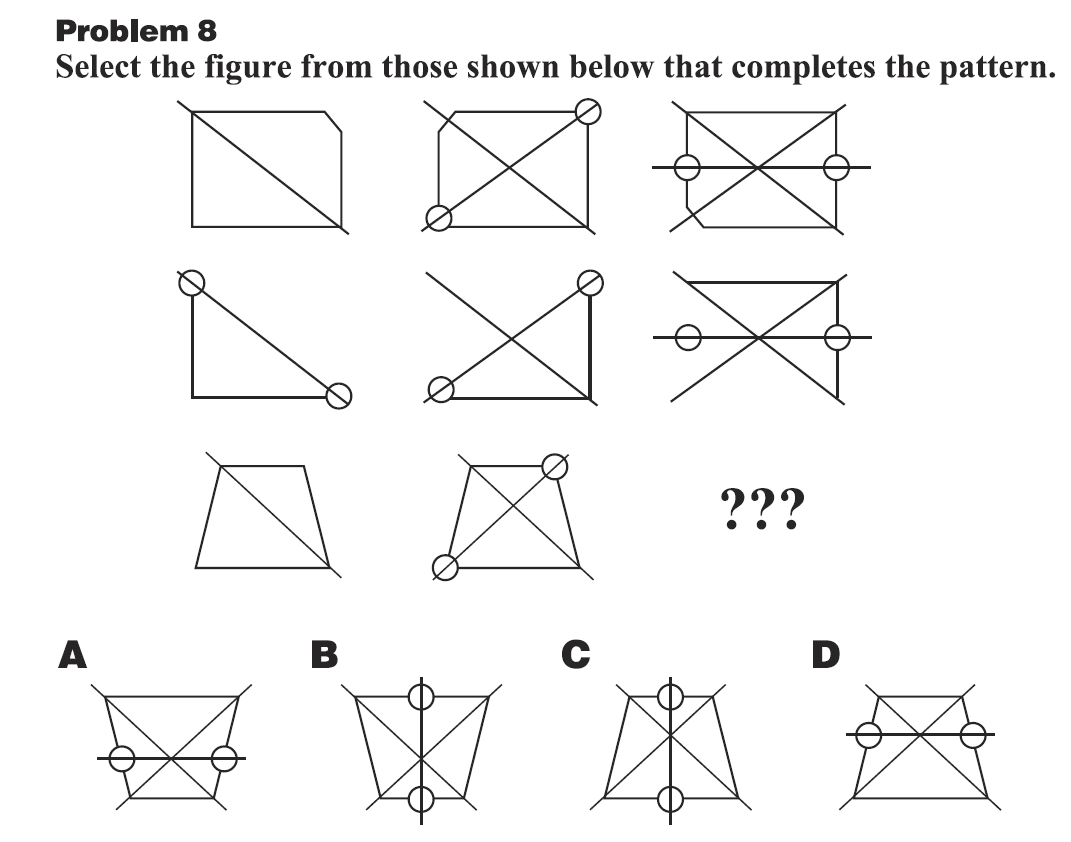 Problem 8
Select the figure from those shown below that completes the pattern.
???
A B C D